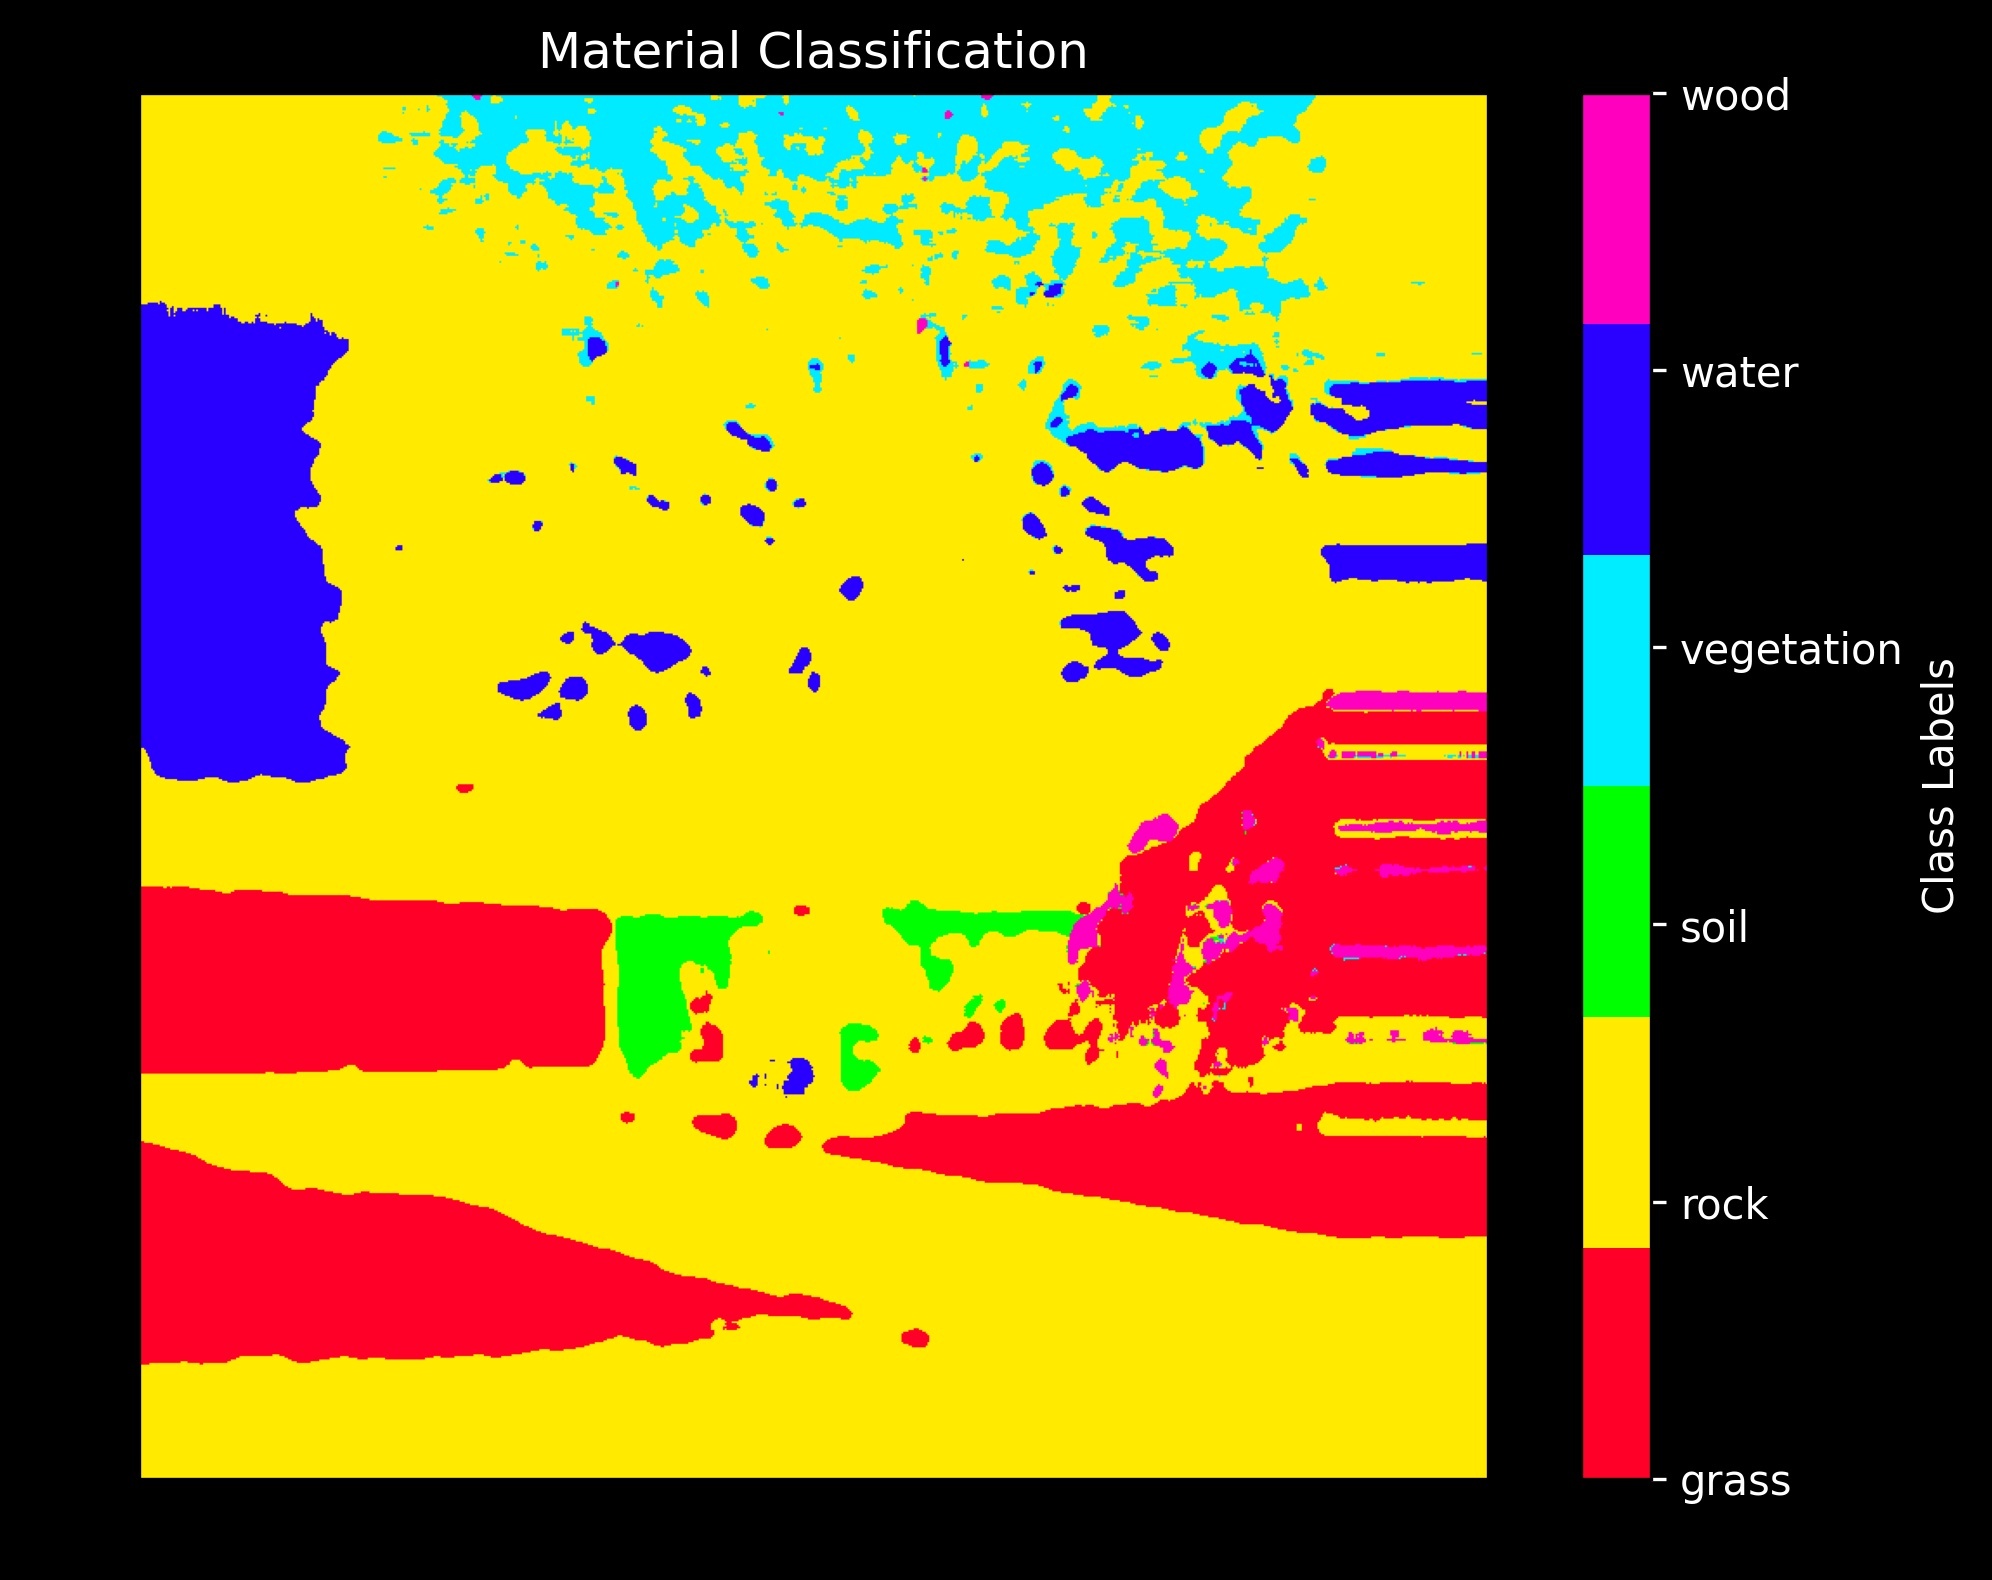 Material Classification
wood
water
vegetation
soil
rock
grass
Class Labels